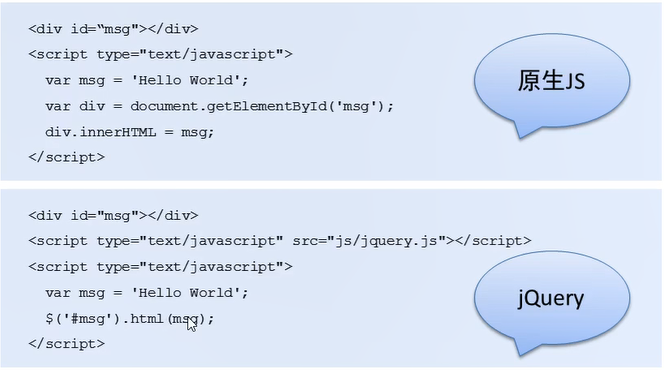 <div id=“msg"></div>
<script type="text/javascript">
var msg = 'Hello World';
var div = document.getElementById('msg');
div.innerHTML = msg;
</script>
原生JS
<div id="msg"></div>
<script type="text/javascript" src="js/jquery.js"></script>
<script type="text/javascript">
var msg = 'Hello World';
$('#msg').html(msg);
</script>
jQuery